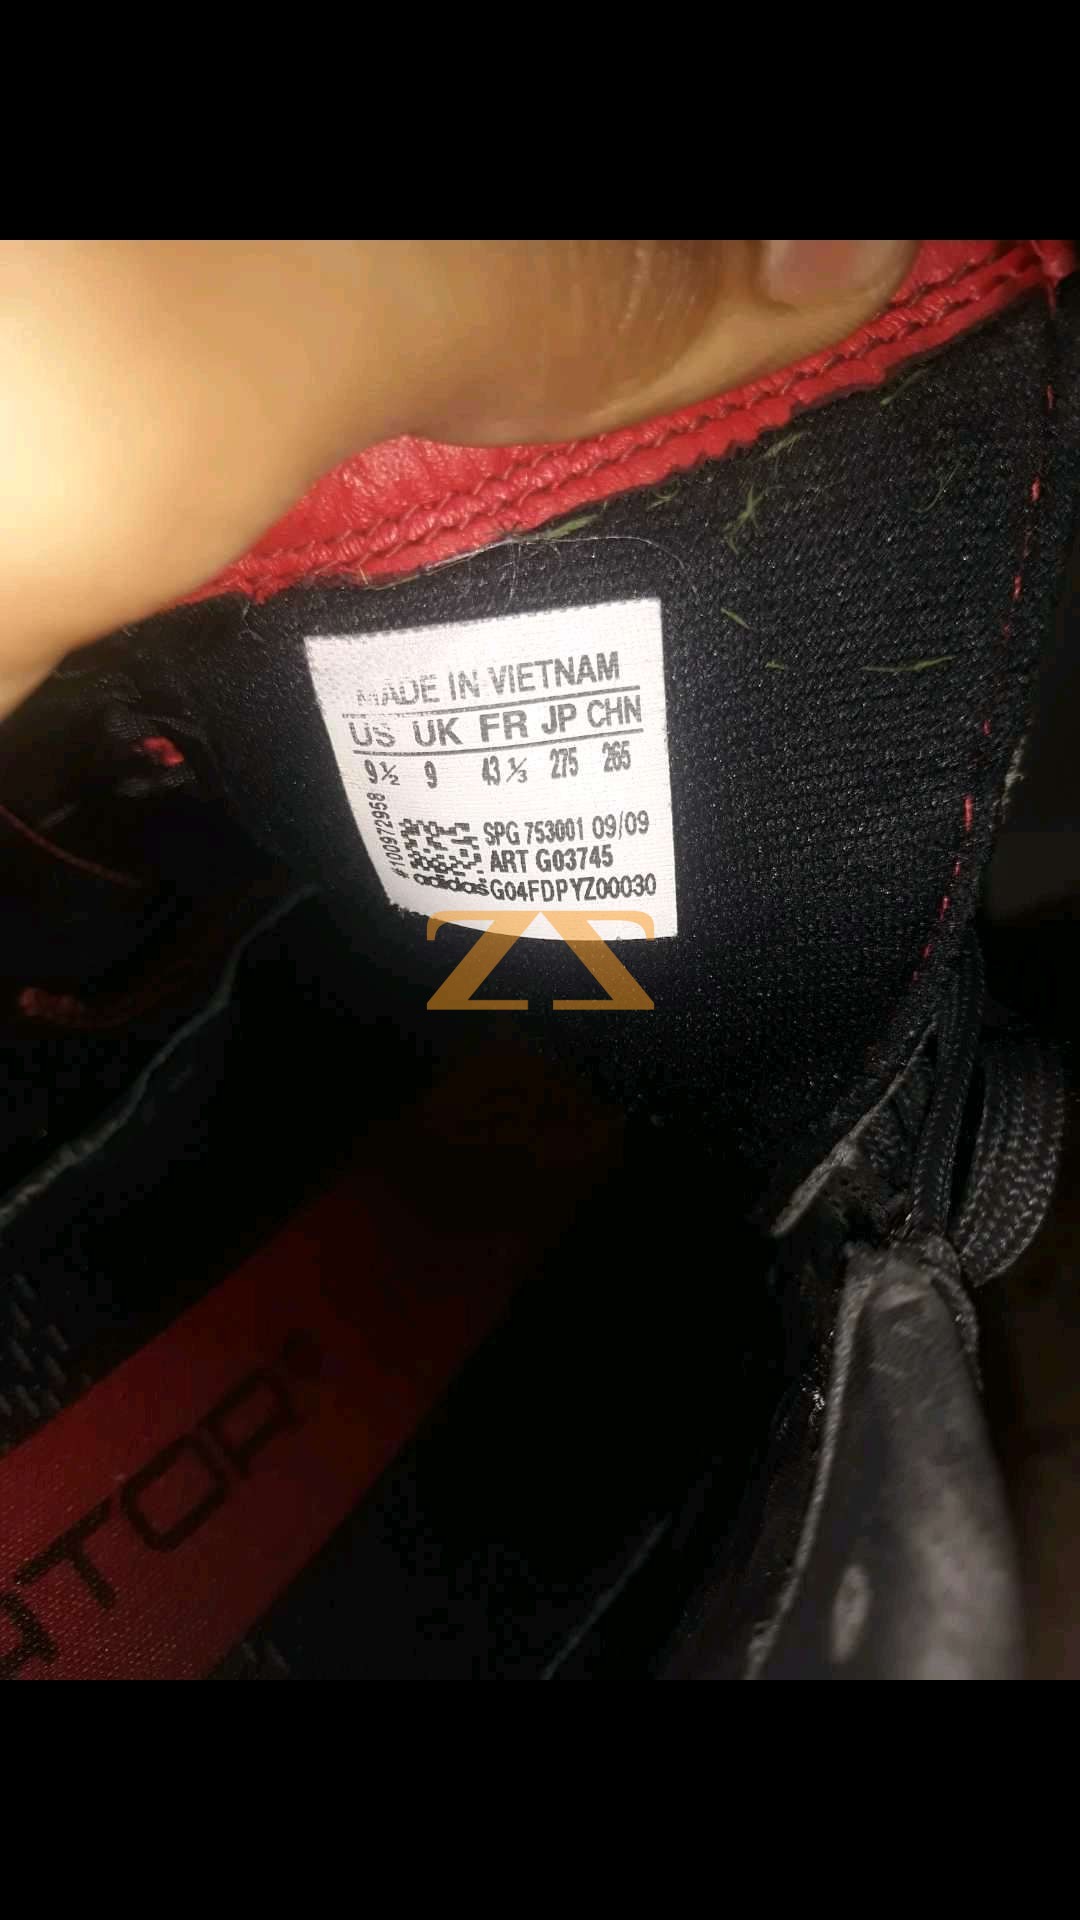 MADE IN VIETNAM
US UK FR JP CHN
9½ 9 43⅓ 275 265
#100972958
SPG 753001 09/09
ART G03745
adidas G04FDPYZ00030